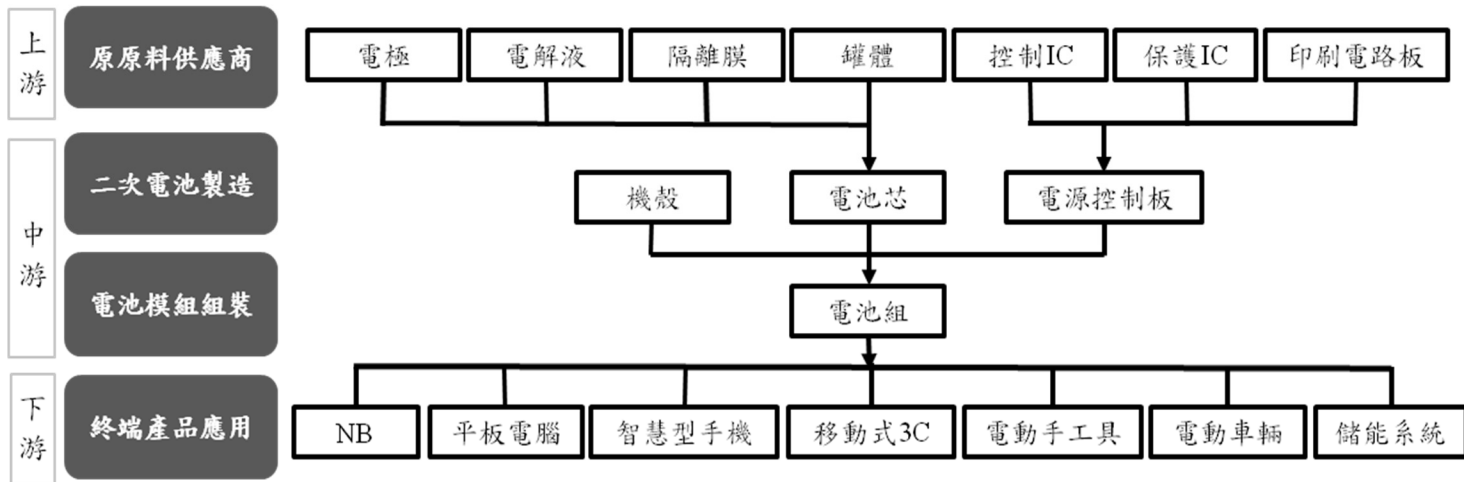 上游
原原料供應商
電極
電解液
隔離膜
罐體
控制IC
保護IC
印刷電路板
中游
二次電池製造
機殼
電池芯
電源控制板
電池模組組裝
電池組
下游
終端產品應用
NB
平板電腦
智慧型手機
移動式3C
電動手工具
電動車輛
儲能系統